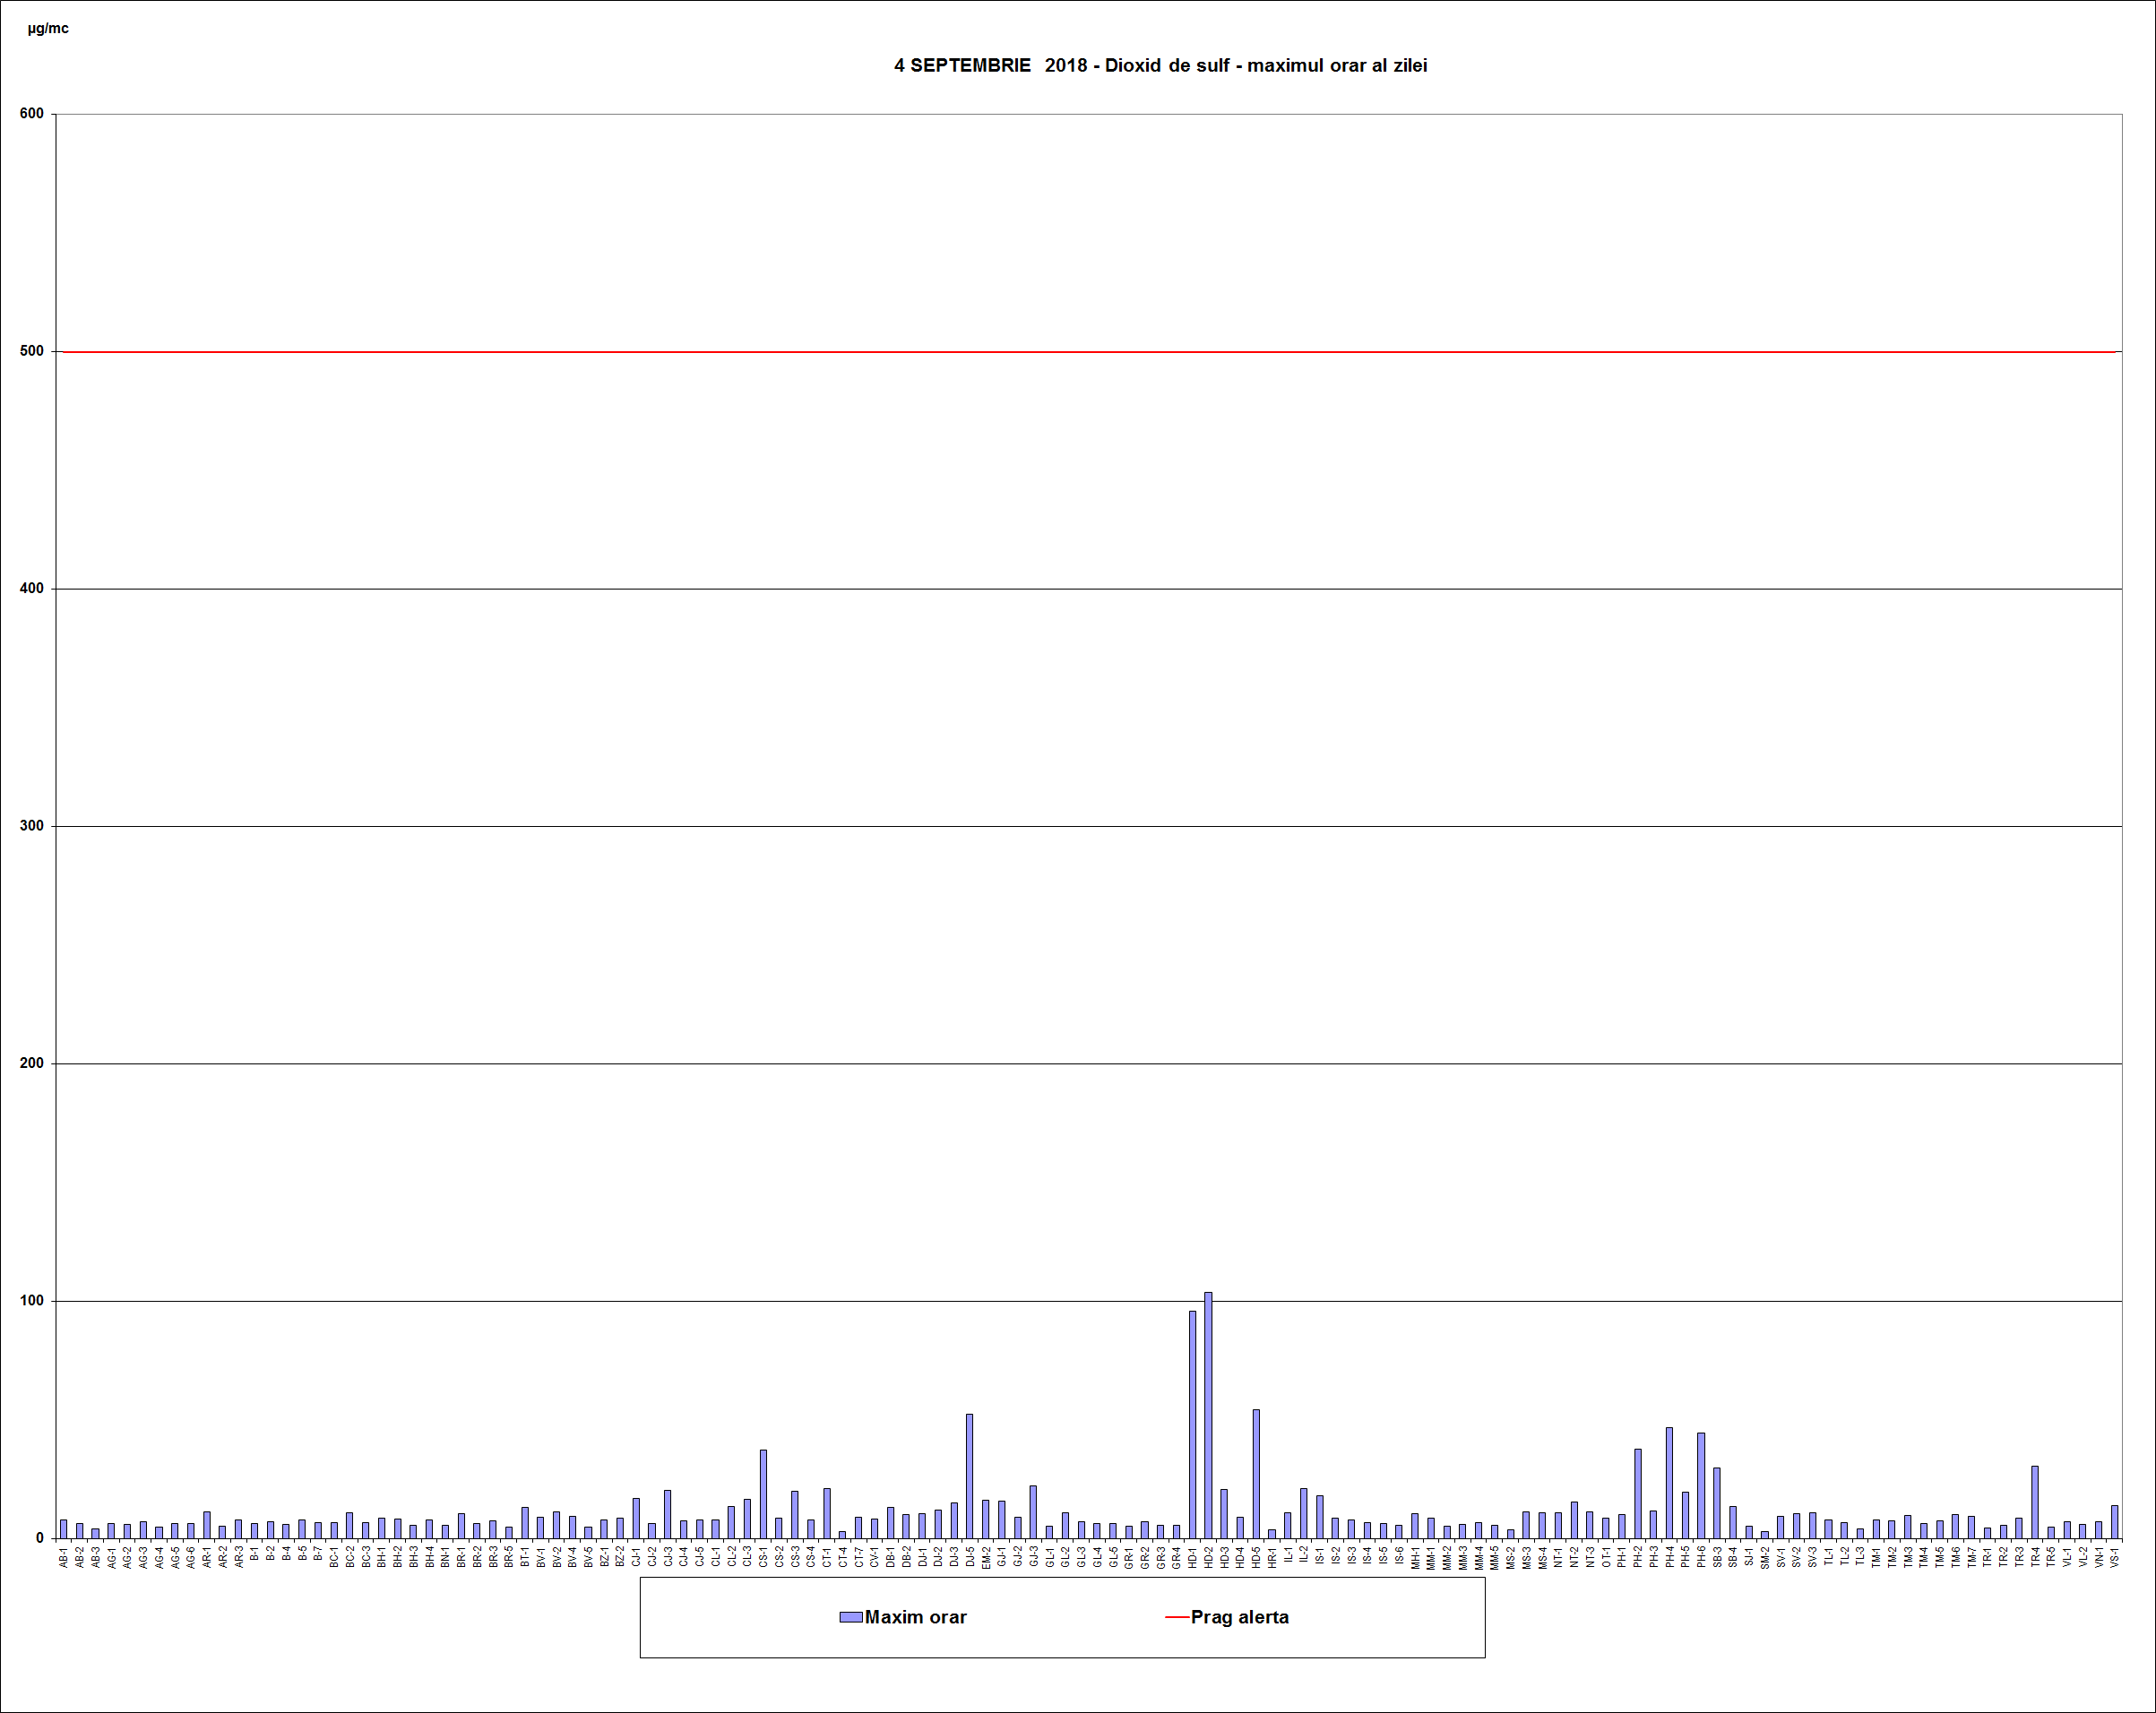 µg/mc
4 SEPTEMBRIE 2018 - Dioxid de sulf - maximul orar al zilei
600
500
400
300
200
100
0
AB-1
AB-2
AB-3
AG-1
AG-2
AG-3
AG-4
AG-5
AG-6
AR-1
AR-2
AR-3
B-1
B-2
B-4
B-5
B-7
BC-1
BC-2
BC-3
BH-1
BH-2
BH-3
BH-4
BN-1
BR-1
BR-2
BR-3
BR-5
BT-1
BV-1
BV-2
BV-4
BV-5
BZ-1
BZ-2
CJ-1
CJ-2
CJ-3
CJ-4
CJ-5
CL-1
CL-2
CL-3
CS-1
CS-2
CS-3
CS-4
CT-1
CT-4
CT-7
CV-1
DB-1
DB-2
DJ-1
DJ-2
DJ-3
DJ-5
EM-2
GJ-1
GJ-2
GJ-3
GL-1
GL-2
GL-3
GL-4
GL-5
GR-1
GR-2
GR-3
GR-4
HD-1
HD-2
HD-3
HD-4
HD-5
HR-1
IL-1
IL-2
IS-1
IS-2
IS-3
IS-4
IS-5
IS-6
MH-1
MM-1
MM-2
MM-3
MM-4
MM-5
MS-2
MS-3
MS-4
NT-1
NT-2
NT-3
OT-1
PH-1
PH-2
PH-3
PH-4
PH-5
PH-6
SB-3
SB-4
SJ-1
SM-2
SV-1
SV-2
SV-3
TL-1
TL-2
TL-3
TM-1
TM-2
TM-3
TM-4
TM-5
TM-6
TM-7
TR-1
TR-2
TR-3
TR-4
TR-5
VL-1
VL-2
VN-1
VS-1
Maxim orar
Prag alerta